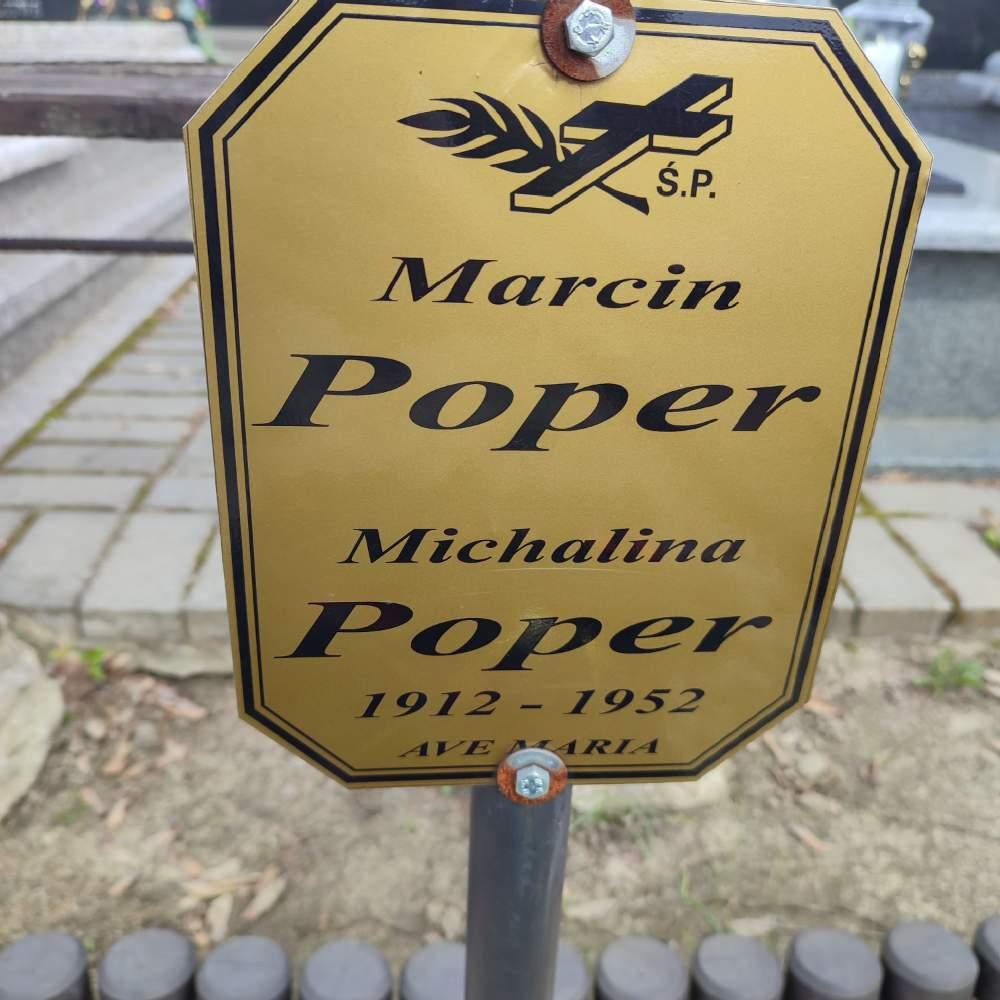 Ś.P.
Marcin
Poper
Michalina
Poper
1912 - 1952
AVE MARIA